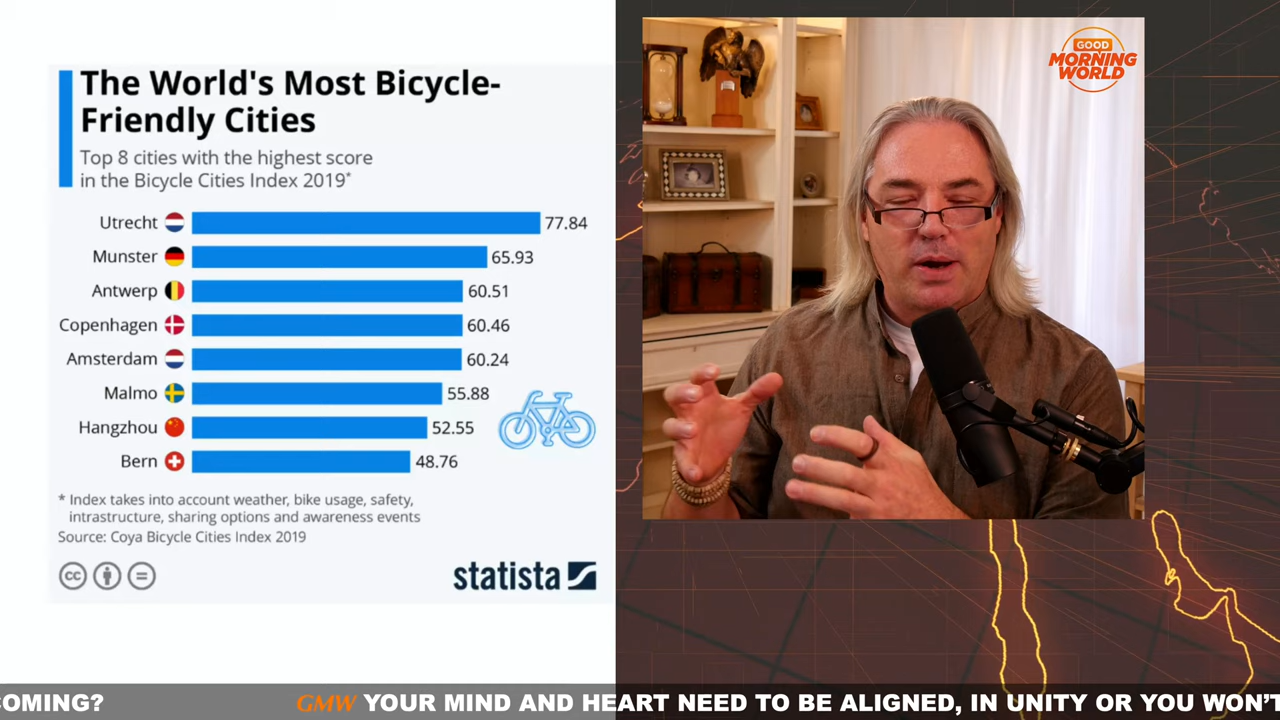 The World's Most Bicycle-
Friendly Cities
Top 8 cities with the highest score
in the Bicycle Cities Index 2019*
Utrecht 77.84
Munster 65.93
Antwerp 60.51
Copenhagen 60.46
Amsterdam 60.24
Malmo 55.88
Hangzhou 52.55
Bern 48.76
* Index takes into account weather, bike usage, safety,
intrastructure, sharing options and awareness events
Source: Coya Bicycle Cities Index 2019
cc
statista
GOOD
MORNING
WORLD
COMING? GMW YOUR MIND AND HEART NEED TO BE ALIGNED, IN UNITY OR YOU WON'T